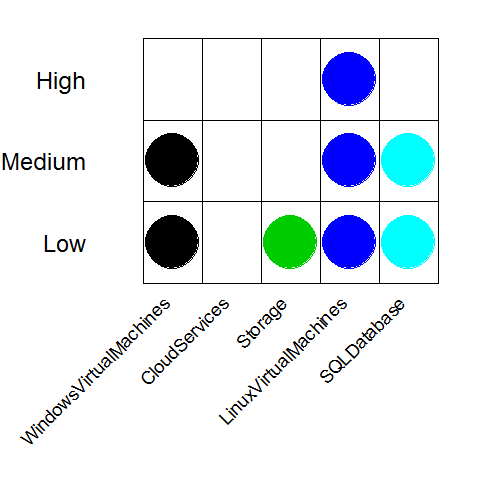 High
Medium
Low
WindowsVirtualMachines
CloudServices
Storage
LinuxVirtualMachines
SQLDatabase